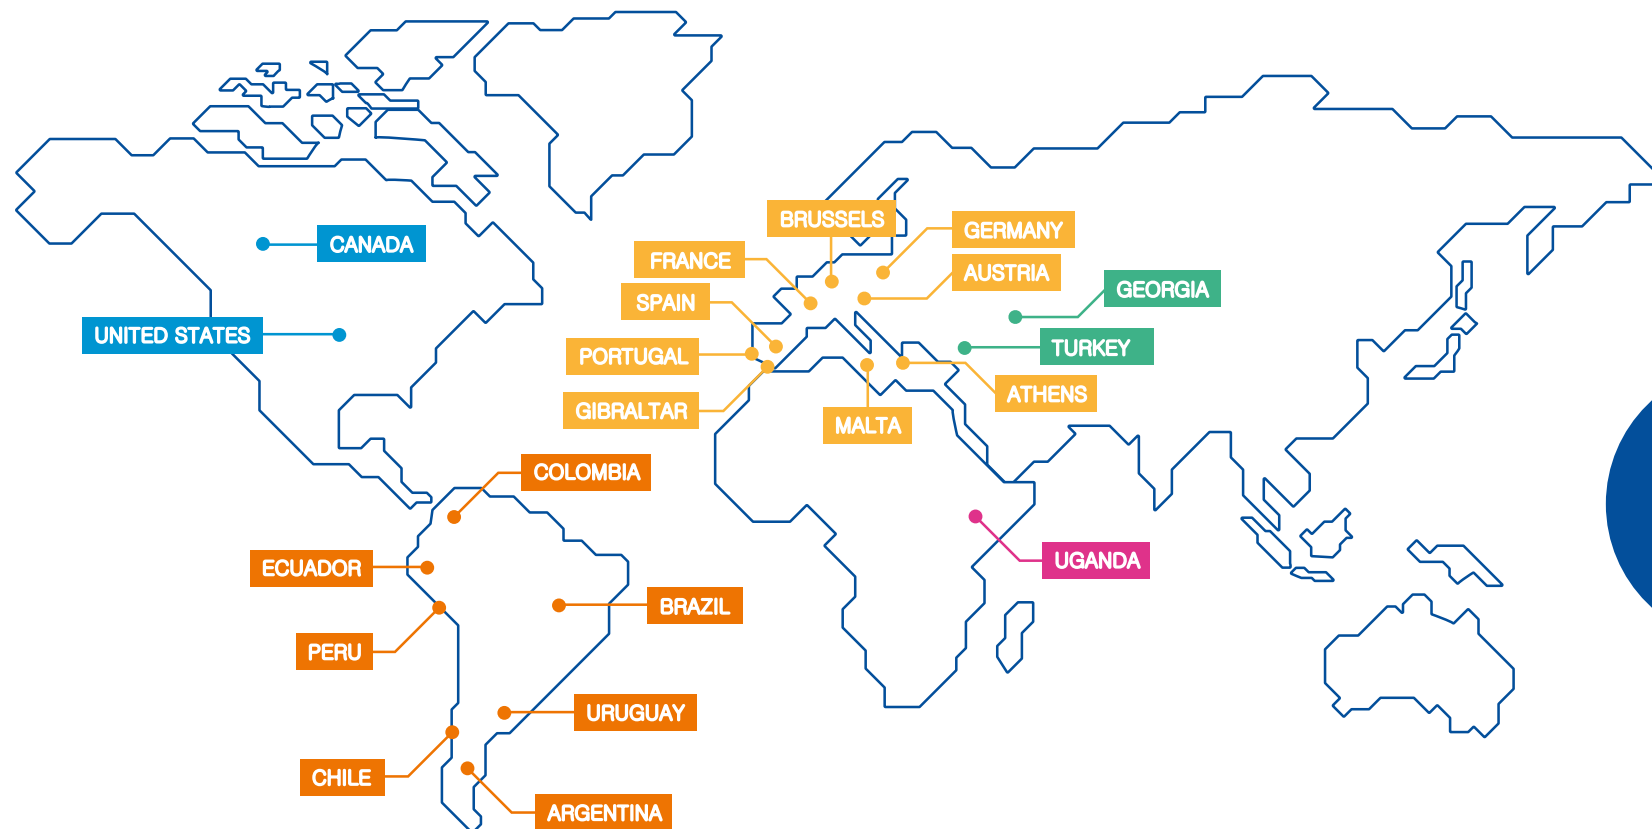 BRUSSELS
GERMANY
CANADA
FRANCE
AUSTRIA
GEORGIA
SPAIN
UNITED STATES
TURKEY
PORTUGAL
ATHENS
GIBRALTAR
MALTA
COLOMBIA
UGANDA
ECUADOR
BRAZIL
PERU
URUGUAY
CHILE
ARGENTINA